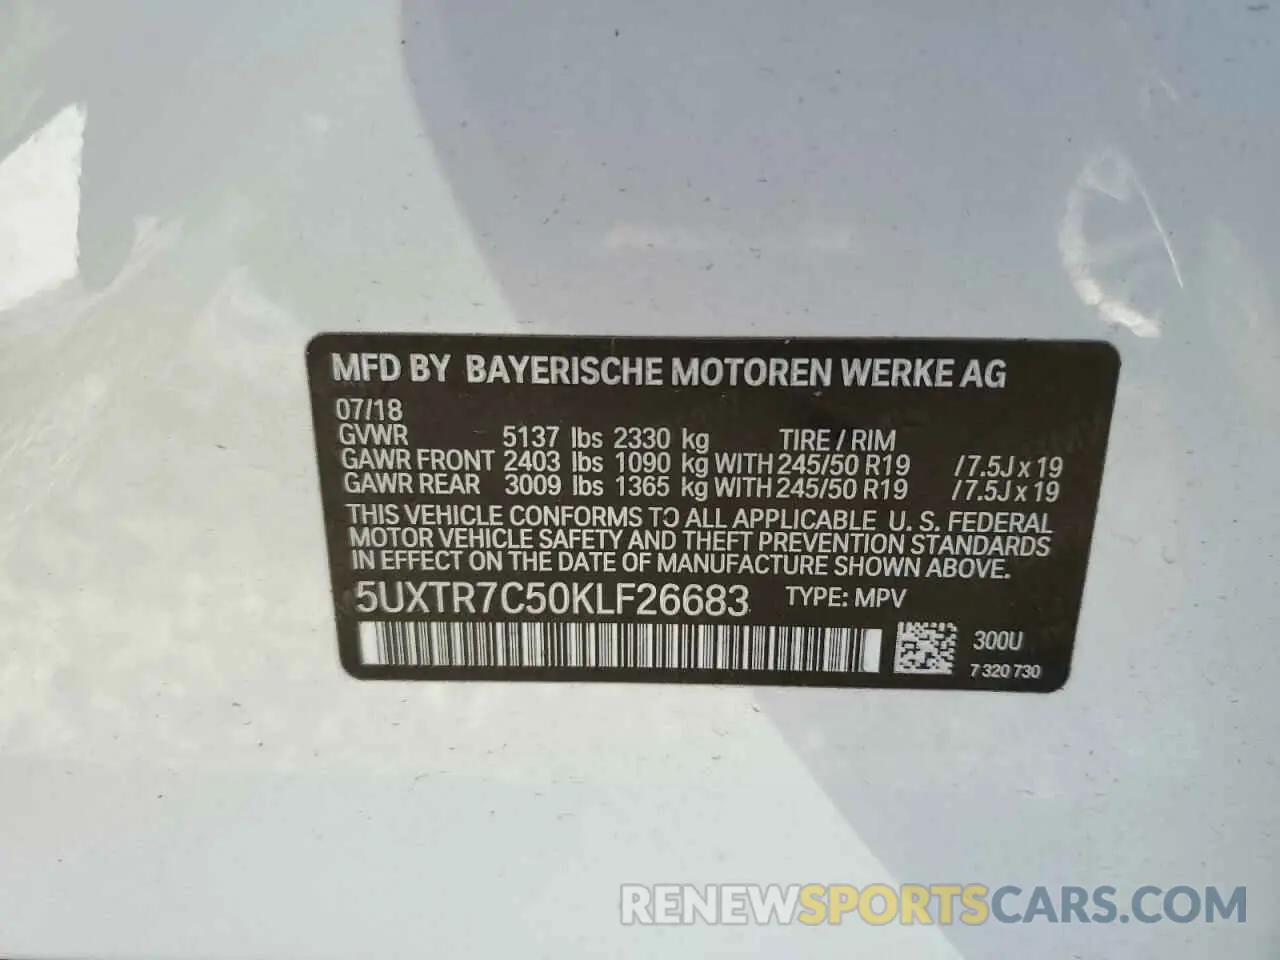 MFD BY BAYERISCHE MOTOREN WERKE AG
07/18
GVWR 5137 lbs 2330 kg TIRE / RIM
GAWR FRONT 2403 lbs 1090 kg WITH 245/50 R19 / 7.5J x 19
GAWR REAR 3009 lbs 1365 kg WITH 245/50 R19 / 7.5J x 19
THIS VEHICLE CONFORMS TO ALL APPLICABLE U. S. FEDERAL
MOTOR VEHICLE SAFETY AND THEFT PREVENTION STANDARDS
IN EFFECT ON THE DATE OF MANUFACTURE SHOWN ABOVE.
5UXTR7C50KLF26683 TYPE: MPV
300U
7 320 730
RENEWSPORTSCARS.COM